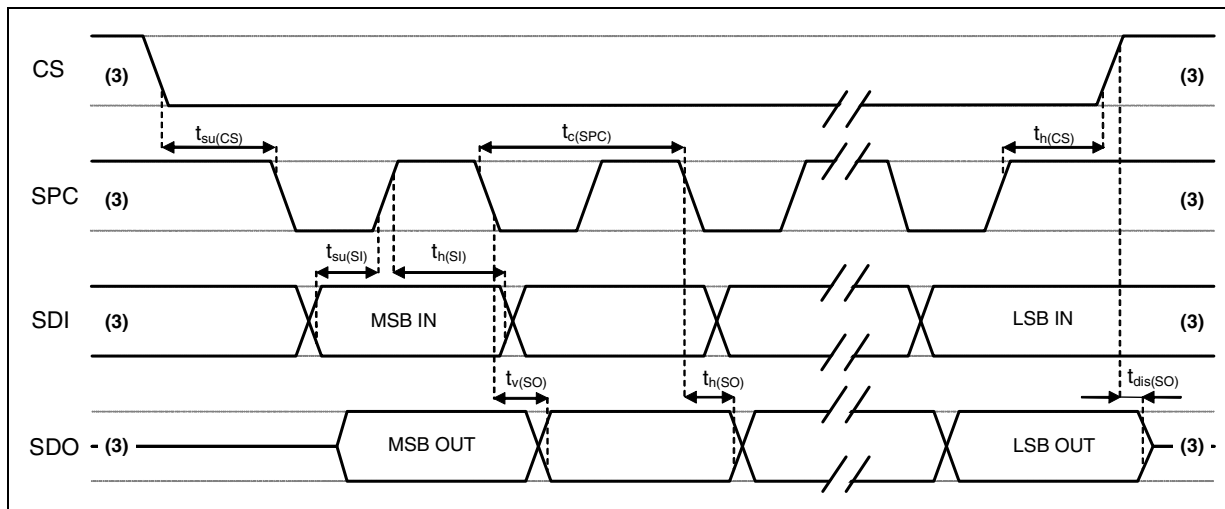 CS (3) (3)
t_su(CS) t_c(SPC) t_h(CS)
SPC (3) (3)
t_su(SI) t_h(SI)
SDI (3) MSB IN LSB IN (3)
t_v(SO) t_h(SO) t_dis(SO)
SDO (3) MSB OUT LSB OUT (3)